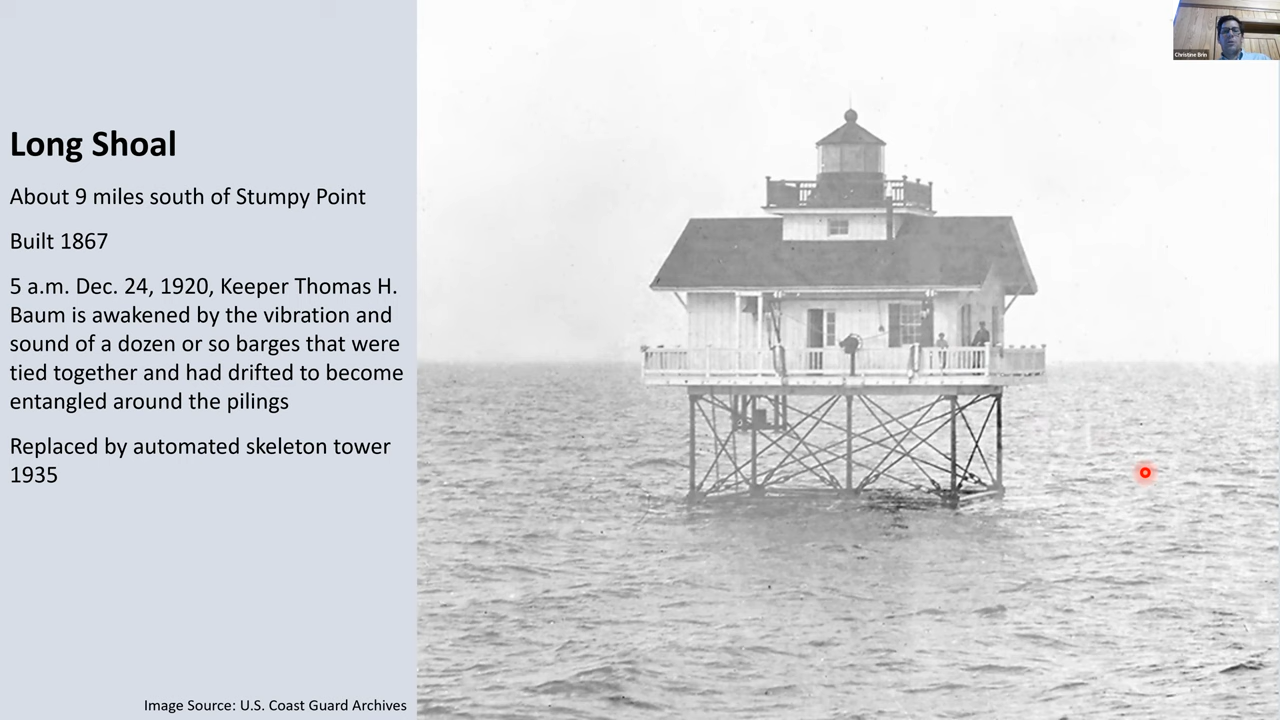 Long Shoal
About 9 miles south of Stumpy Point
Built 1867
5 a.m. Dec. 24, 1920, Keeper Thomas H.
Baum is awakened by the vibration and
sound of a dozen or so barges that were
tied together and had drifted to become
entangled around the pilings
Replaced by automated skeleton tower
1935
Image Source: U.S. Coast Guard Archives
Christine Brin